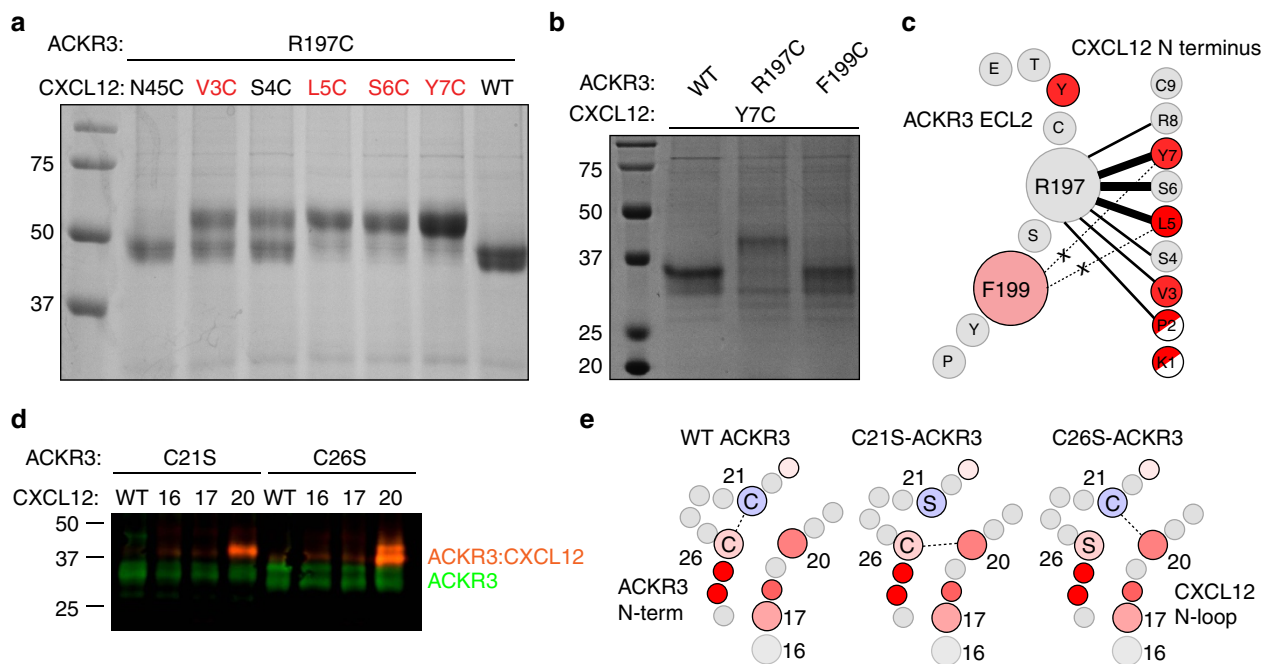 a
ACKR3: R197C
CXCL12: N45C V3C S4C L5C S6C Y7C WT
75
50
37
b
ACKR3: WT R197C F199C
CXCL12: Y7C
75
50
37
25
20
c
CXCL12 N terminus
E T Y C
ACKR3 ECL2
R197
S
F199
Y
P
C9
R8
Y7
S6
L5
S4
V3
P2
K1
x x
d
ACKR3: C21S C26S
CXCL12: WT 16 17 20 WT 16 17 20
50
37
25
ACKR3:CXCL12
ACKR3
e
WT ACKR3 C21S-ACKR3 C26S-ACKR3
21 21 21
C S C
C C S
26 20 26 20 26 20
ACKR3
N-term
17 17 17
16 16 16
CXCL12
N-loop